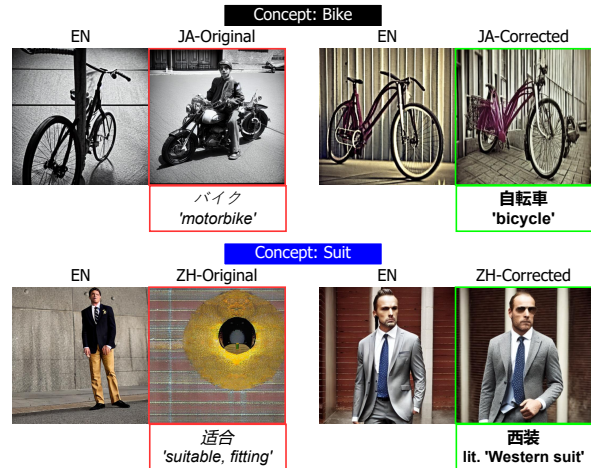 Concept: Bike
EN JA-Original EN JA-Corrected
バイク
'motorbike'
自転車
'bicycle'
Concept: Suit
EN ZH-Original EN ZH-Corrected
适合
'suitable, fitting'
西装
lit. 'Western suit'